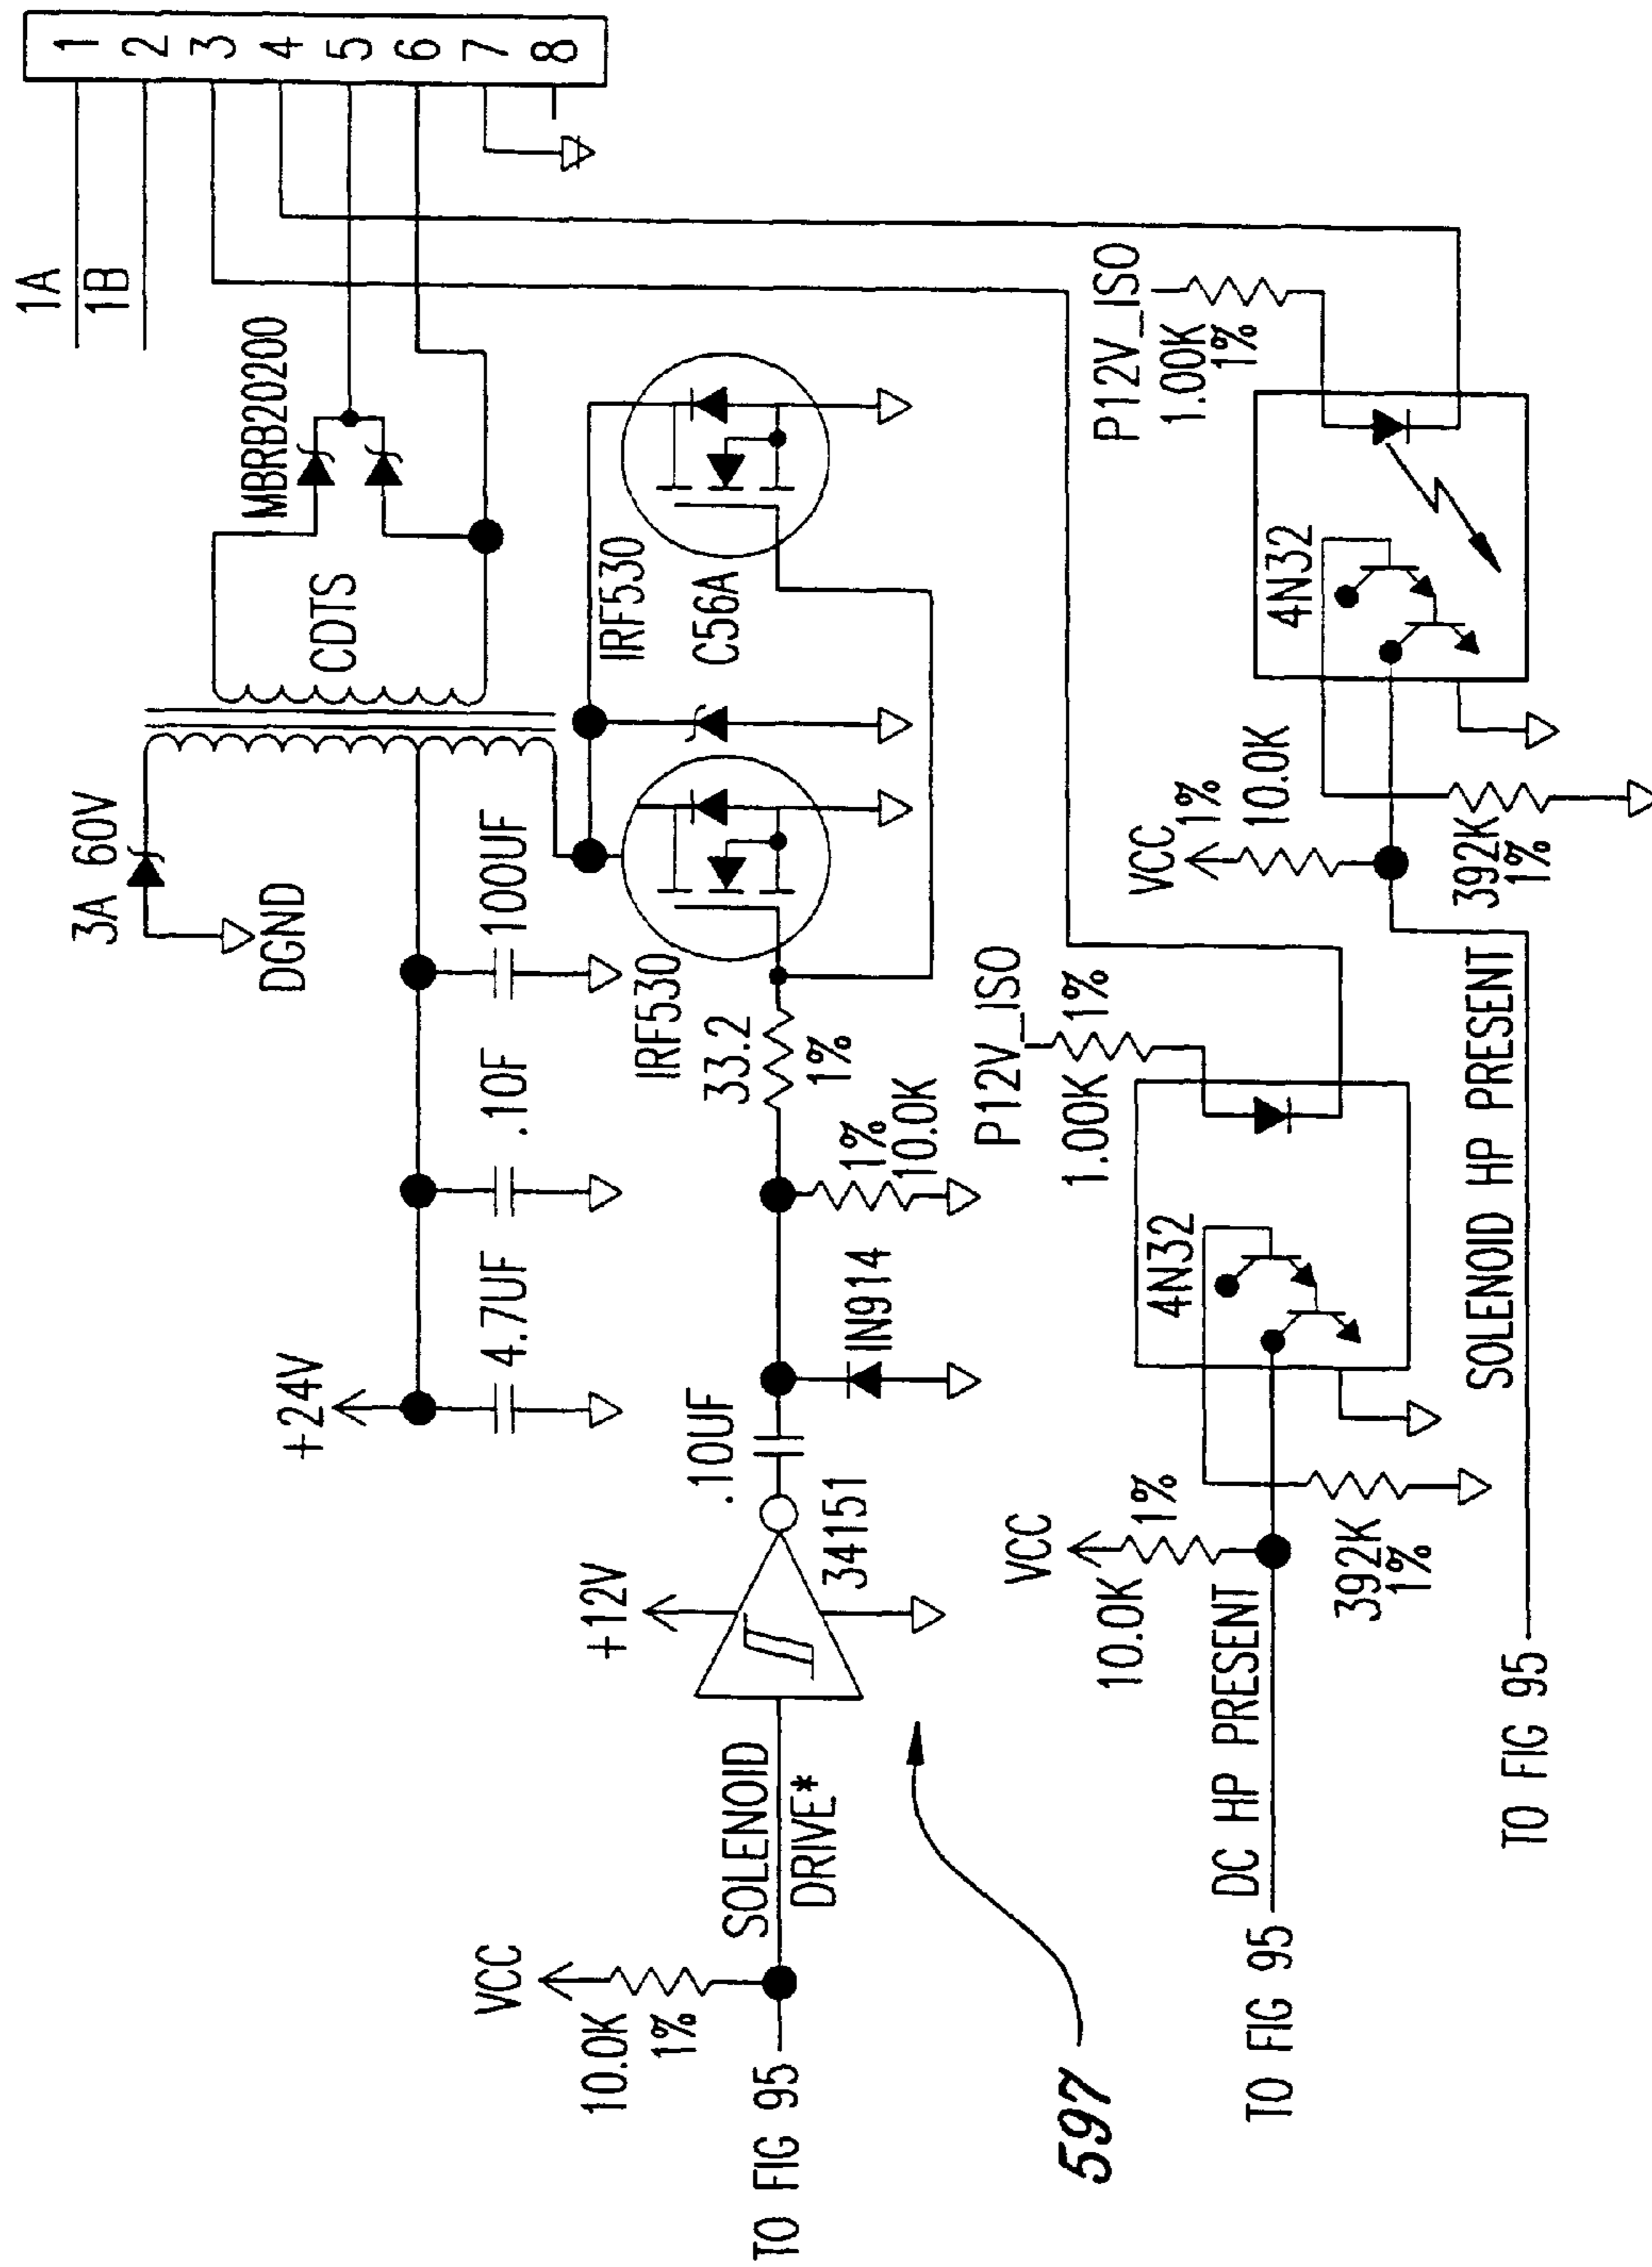 1A
1B
1
2
3
4
5
6
7
8
3A 60V
DGND
CDTS
MBRB20200
+24V
4.7UF
.10F
100UF
IRF530
C56A
IRF530
VCC
10.0K
1%
TO FIG 95
SOLENOID
DRIVE*
+12V
34151
.10UF
IN914
1%
10.0K
33.2
1%
597
P12V_ISO
1.00K 1%
4N32
VCC
10.0K
1%
392K
1%
DC HP PRESENT
TO FIG 95
P12V_ISO
1.00K
1%
4N32
VCC
1%
10.0K
392K
1%
SOLENOID HP PRESENT
TO FIG 95